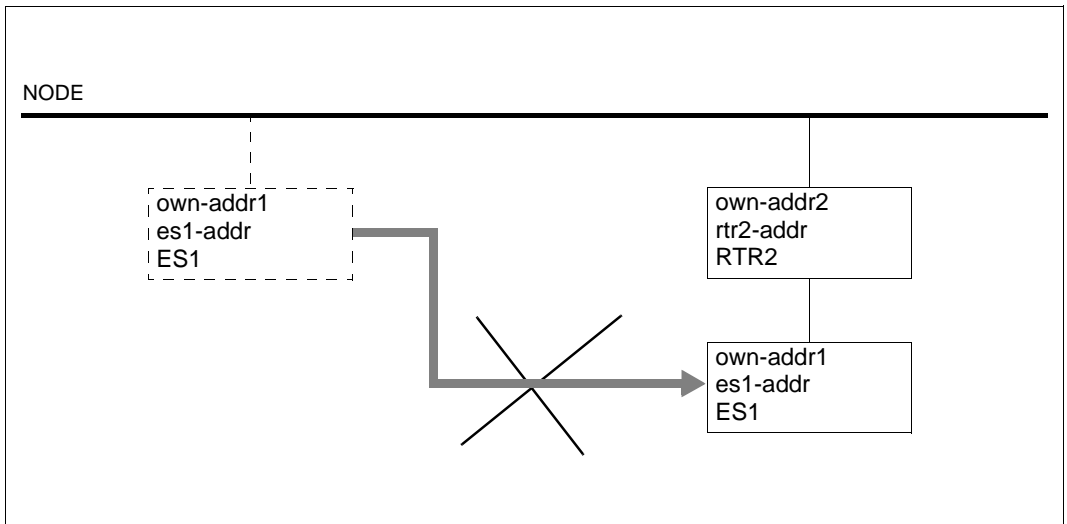 NODE
own-addr1
es1-addr
ES1
own-addr2
rtr2-addr
RTR2
own-addr1
es1-addr
ES1